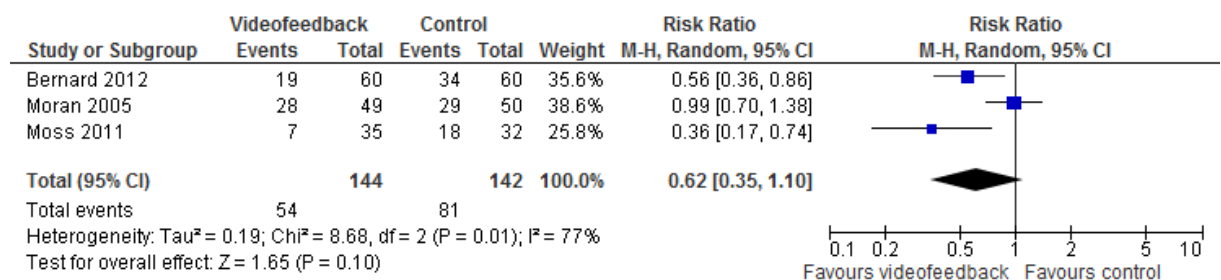 Videofeedback Control Risk Ratio Risk Ratio
Study or Subgroup Events Total Events Total Weight M-H, Random, 95% CI M-H, Random, 95% CI
Bernard 2012 19 60 34 60 35.6% 0.56 [0.36, 0.86]
Moran 2005 28 49 29 50 38.6% 0.99 [0.70, 1.38]
Moss 2011 7 35 18 32 25.8% 0.36 [0.17, 0.74]
Total (95% CI) 144 142 100.0% 0.62 [0.35, 1.10]
Total events 54 81
Heterogeneity: Tau² = 0.19; Chi² = 8.68, df = 2 (P = 0.01); I² = 77%
Test for overall effect: Z = 1.65 (P = 0.10)
0.1 0.2 0.5 1 2 5 10
Favours videofeedback Favours control